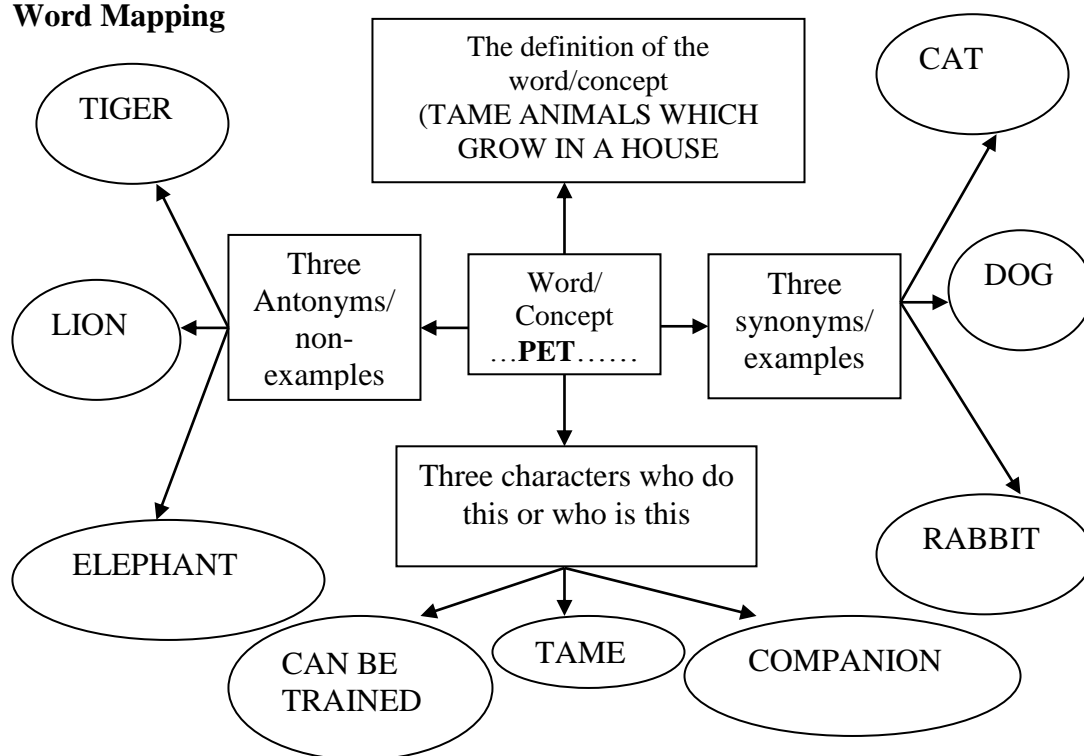 Word Mapping
The definition of the
word/concept
(TAME ANIMALS WHICH
GROW IN A HOUSE
TIGER
CAT
Three
Antonyms/
non-
examples
Word/
Concept
…PET……
Three
synonyms/
examples
LION
DOG
Three characters who do
this or who is this
ELEPHANT
RABBIT
CAN BE
TRAINED
TAME
COMPANION